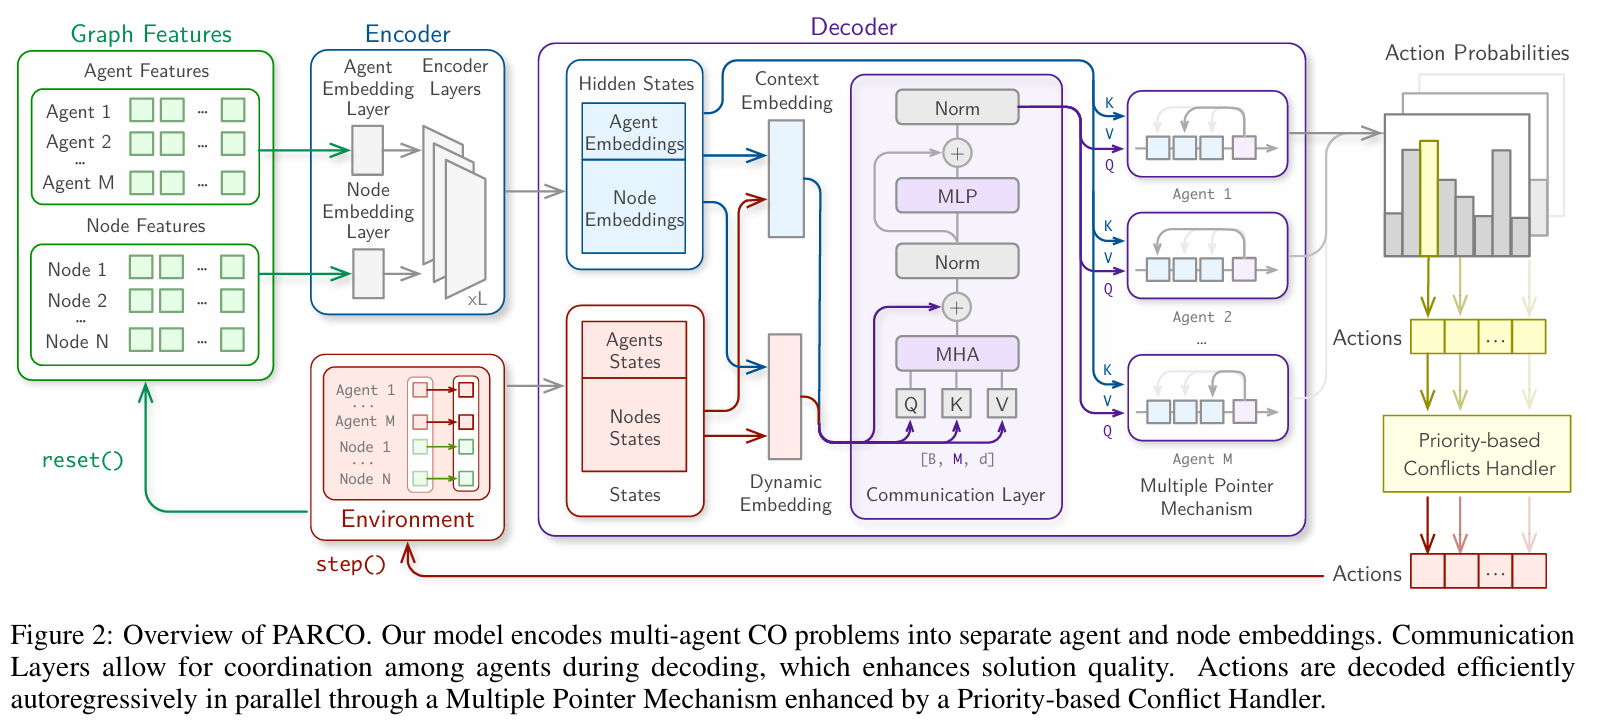 Graph Features
Agent Features
Agent 1 ...
Agent 2
...
Agent M ...
Node Features
Node 1 ...
Node 2
...
Node N ...
reset()
Encoder
Agent
Embedding
Layer
Encoder
Layers
Node
Embedding
Layer
xL
Agent 1
...
Agent M
Node 1
...
Node N
Environment
step()
Decoder
Hidden States
Agent
Embeddings
Node
Embeddings
Agents
States
Nodes
States
States
Context
Embedding
Dynamic
Embedding
Norm
+
MLP
Norm
+
MHA
Q K V
[B, M, d]
Communication Layer
K
V
Q
Agent 1
K
V
Q
Agent 2
...
K
V
Q
Agent M
Multiple Pointer
Mechanism
Action Probabilities
Actions ...
Priority-based
Conflicts Handler
Actions ...
Figure 2: Overview of PARCO. Our model encodes multi-agent CO problems into separate agent and node embeddings. Communication
Layers allow for coordination among agents during decoding, which enhances solution quality. Actions are decoded efficiently
autoregressively in parallel through a Multiple Pointer Mechanism enhanced by a Priority-based Conflict Handler.